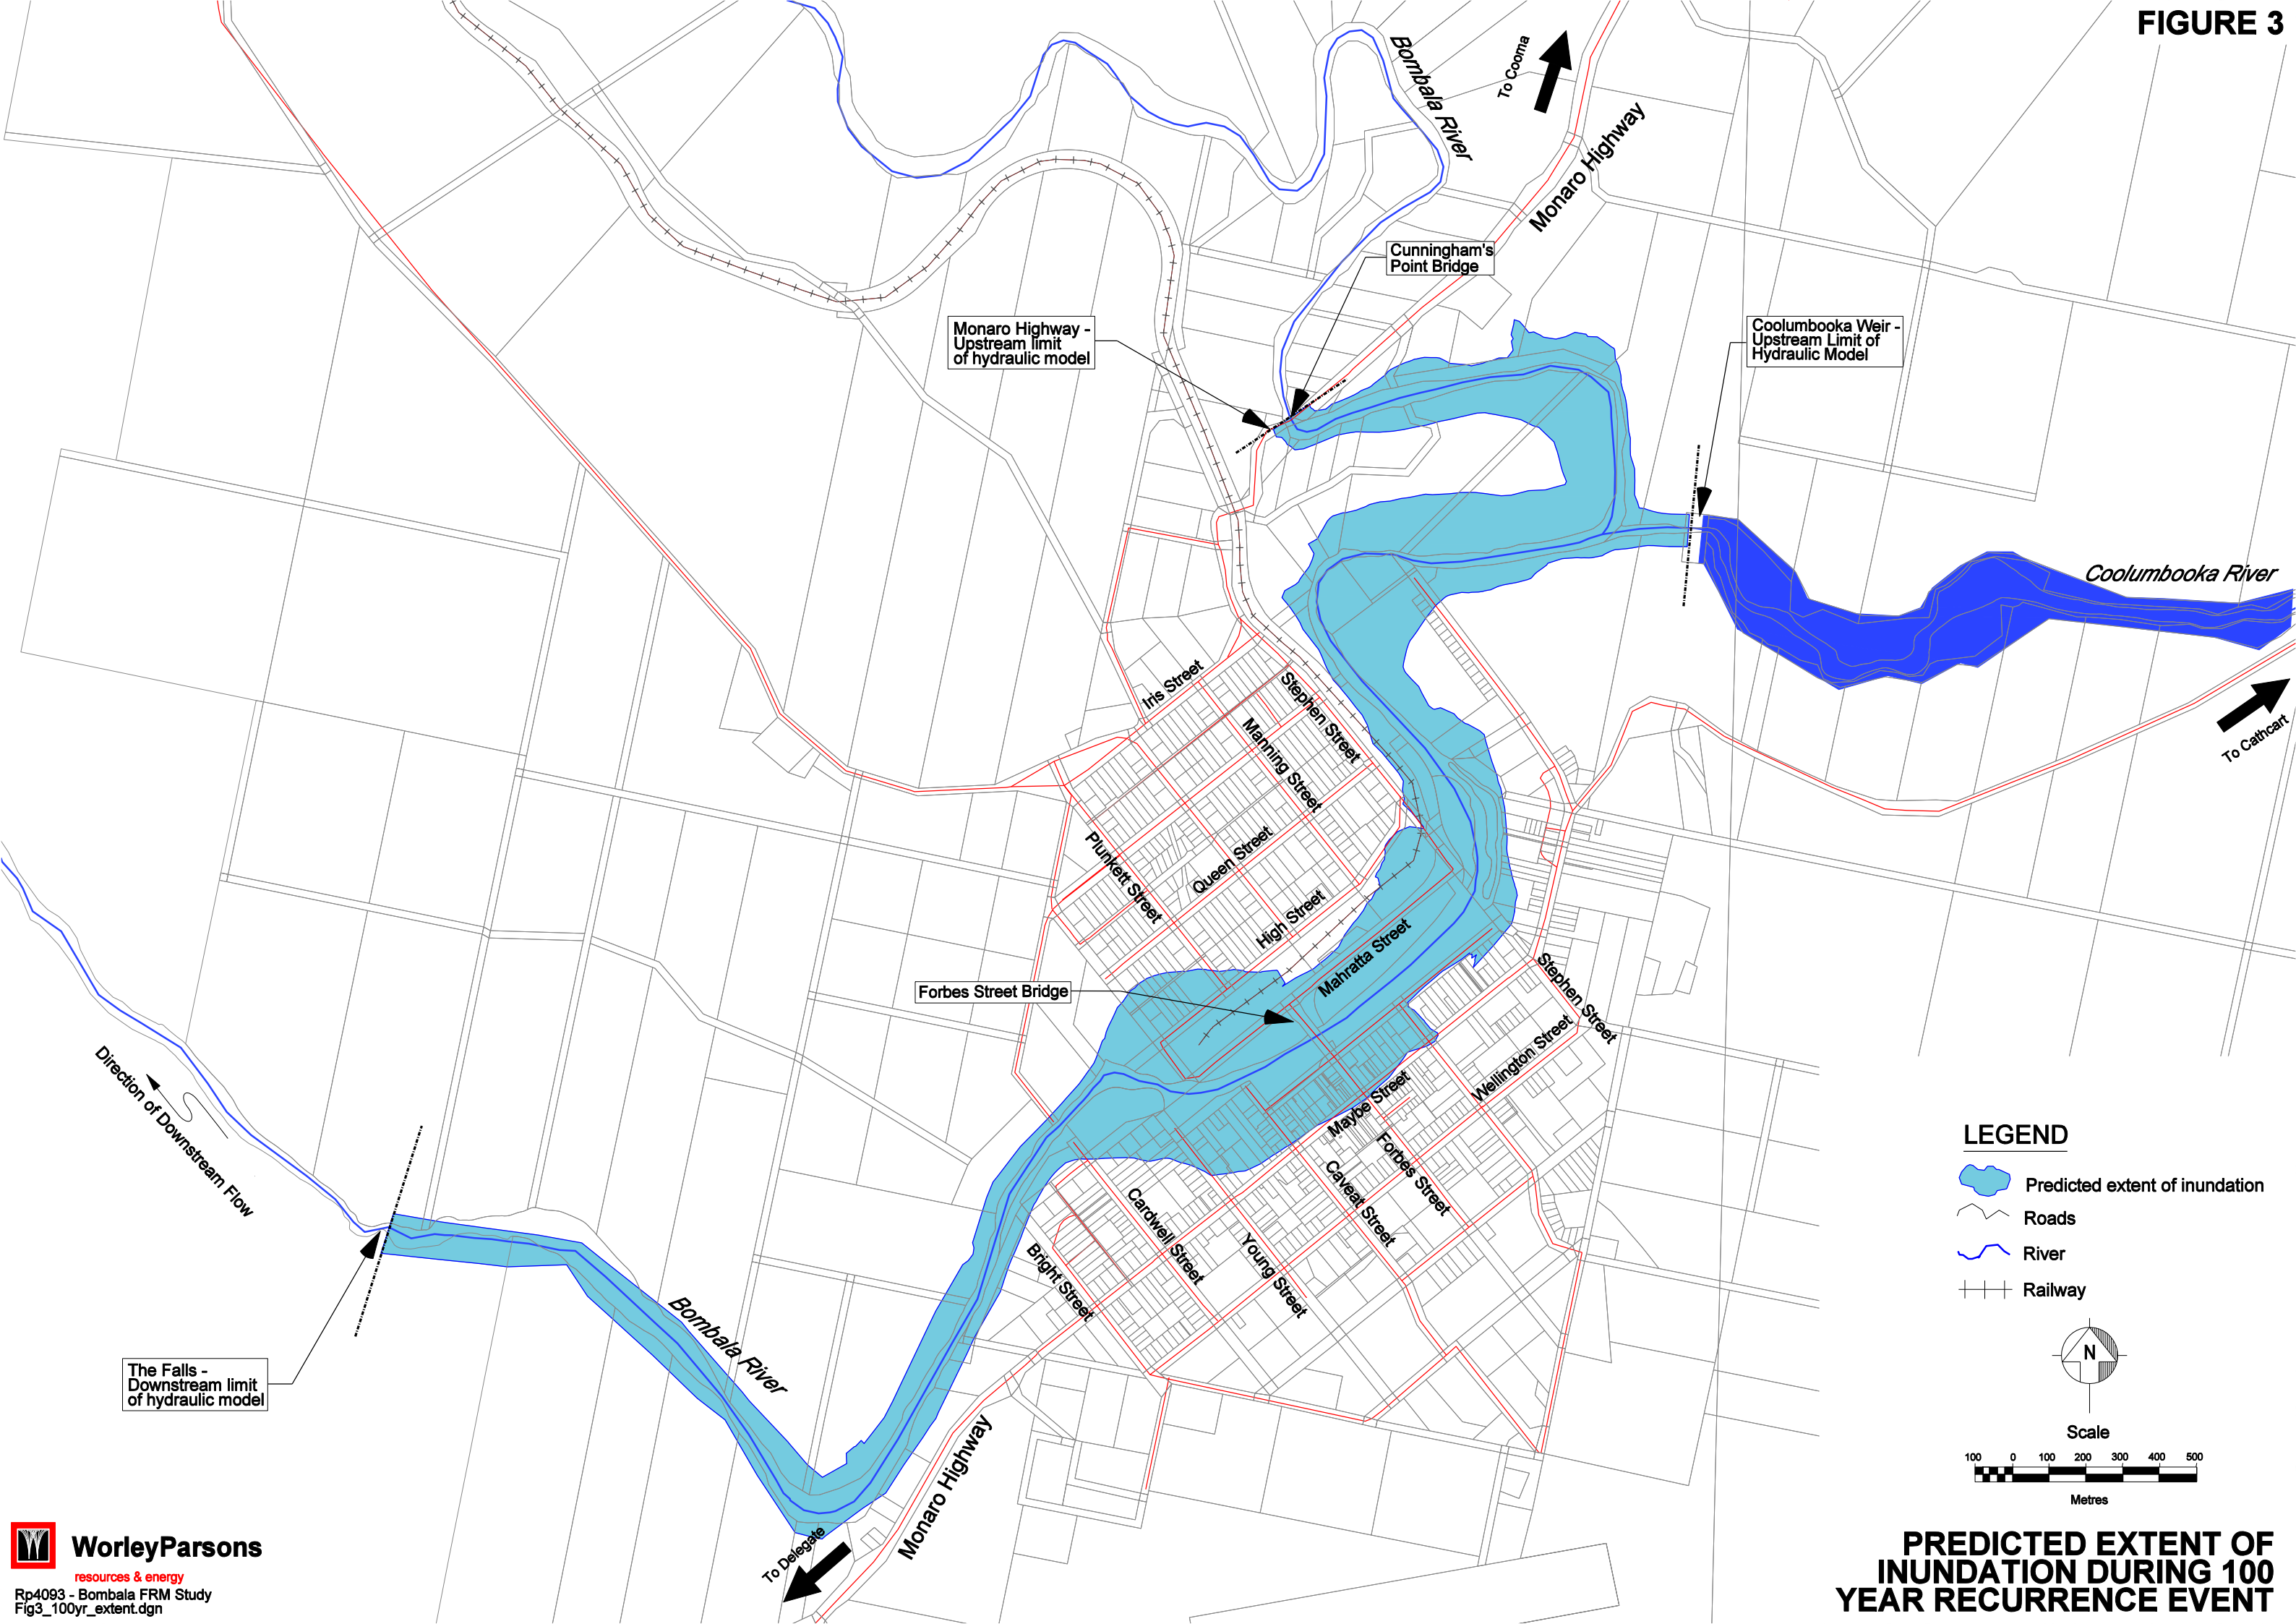 FIGURE 3
To Cooma
Bombala River
Monaro Highway
Cunningham's
Point Bridge
Monaro Highway -
Upstream limit
of hydraulic model
Coolumbooka Weir -
Upstream Limit of
Hydraulic Model
Coolumbooka River
To Cathcart
Iris Street
Stephen Street
Manning Street
Plunkett Street
Queen Street
High Street
Mahratta Street
Forbes Street Bridge
Stephen Street
Wellington Street
Maybe Street
Forbes Street
Caveat Street
Cardwell Street
Young Street
Bright Street
Direction of Downstream Flow
Bombala River
The Falls -
Downstream limit
of hydraulic model
Monaro Highway
To Delegate
LEGEND
Predicted extent of inundation
Roads
River
Railway
N
Scale
100 0 100 200 300 400 500
Metres
WorleyParsons
resources & energy
Rp4093 - Bombala FRM Study
Fig3_100yr_extent.dgn
PREDICTED EXTENT OF
INUNDATION DURING 100
YEAR RECURRENCE EVENT